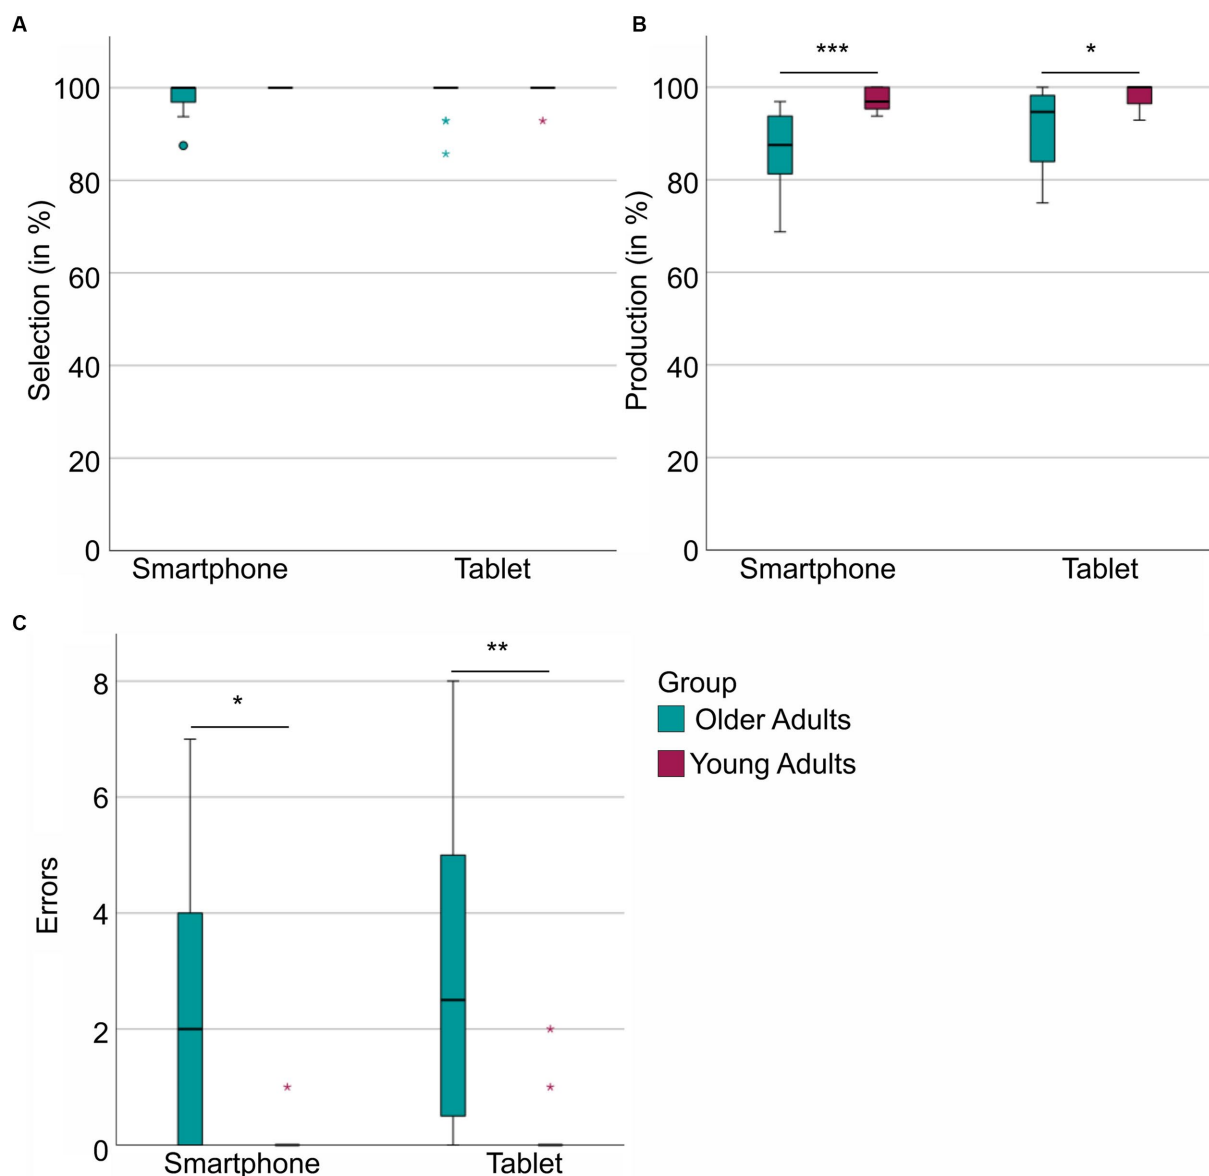 A
Selection (in %)
100
80
60
40
20
0
Smartphone
Tablet
B
Production (in %)
***
*
100
80
60
40
20
0
Smartphone
Tablet
C
Errors
*
**
8
6
4
2
0
Smartphone
Tablet
Group
Older Adults
Young Adults